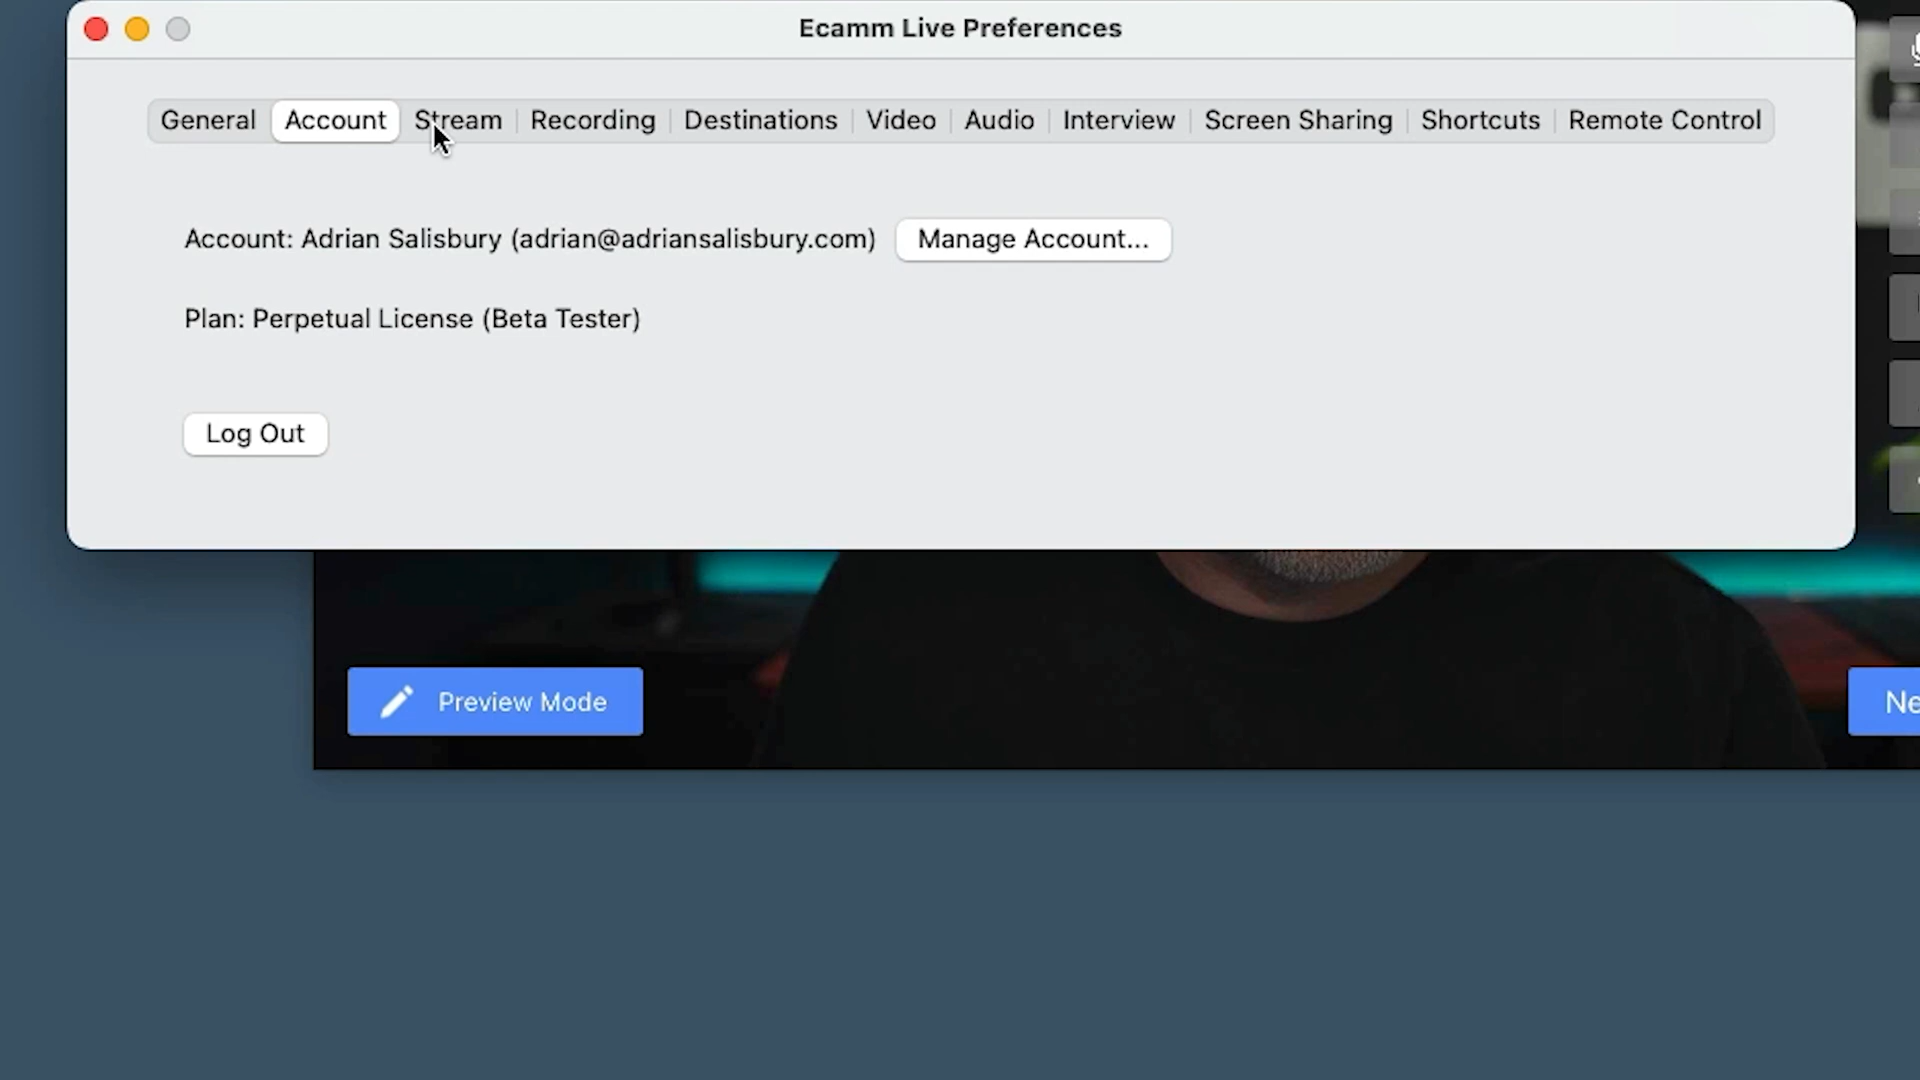 Ecamm Live Preferences
General Account Stream Recording Destinations Video Audio Interview Screen Sharing Shortcuts Remote Control
Account: Adrian Salisbury (adrian@adriansalisbury.com) Manage Account...
Plan: Perpetual License (Beta Tester)
Log Out
Preview Mode